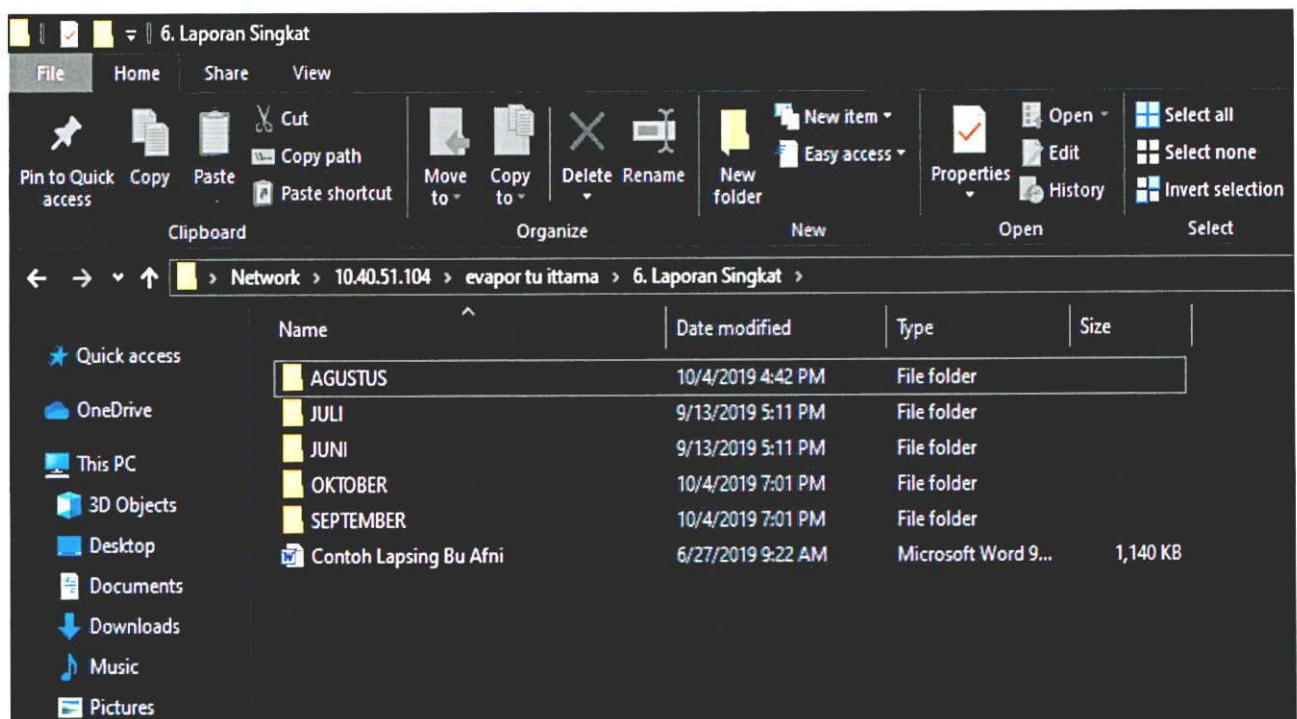 6. Laporan Singkat
File Home Share View
Pin to Quick access
Copy
Paste
Cut
Copy path
Paste shortcut
Clipboard
Move to
Copy to
Delete
Rename
Organize
New folder
New item
Easy access
New
Properties
Open
Edit
History
Open
Select all
Select none
Invert selection
Select
Network > 10.40.51.104 > evapor tu ittama > 6. Laporan Singkat >
Quick access
OneDrive
This PC
3D Objects
Desktop
Documents
Downloads
Music
Pictures
Name Date modified Type Size
AGUSTUS 10/4/2019 4:42 PM File folder
JULI 9/13/2019 5:11 PM File folder
JUNI 9/13/2019 5:11 PM File folder
OKTOBER 10/4/2019 7:01 PM File folder
SEPTEMBER 10/4/2019 7:01 PM File folder
Contoh Lapsing Bu Afni 6/27/2019 9:22 AM Microsoft Word 9... 1,140 KB